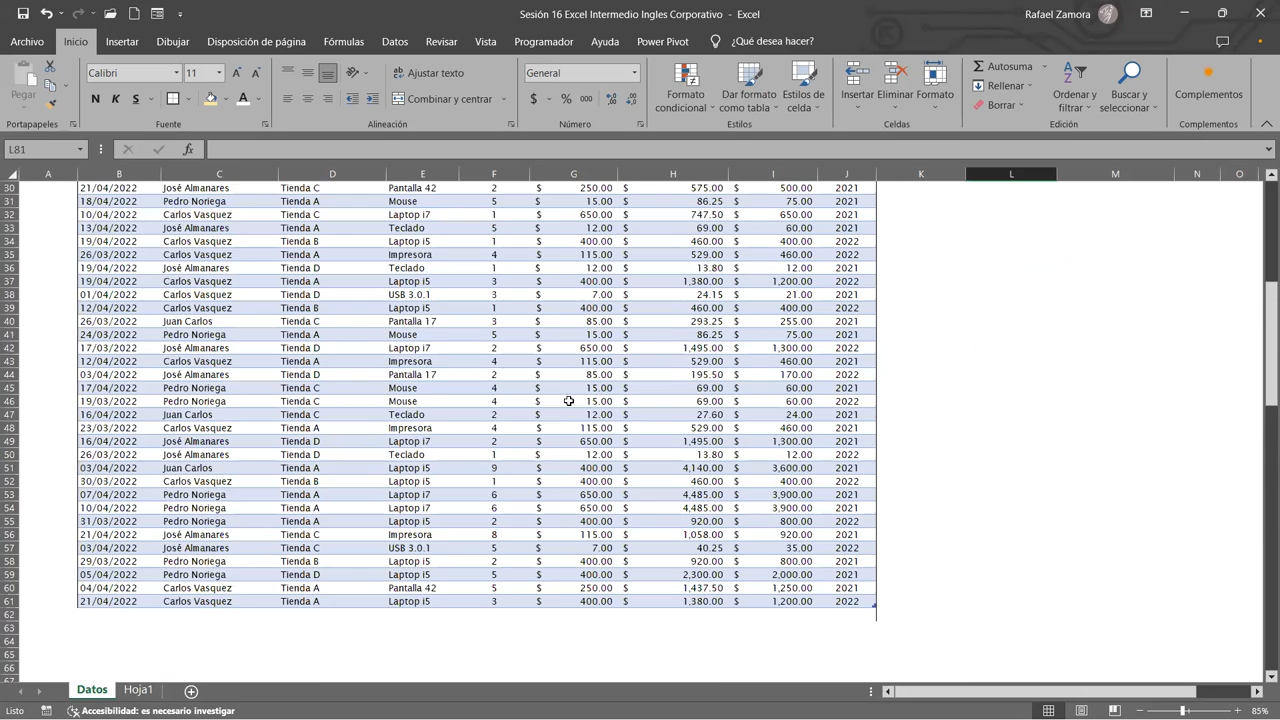 Sesión 16 Excel Intermedio Ingles Corporativo - Excel
Rafael Zamora
Archivo Inicio Insertar Dibujar Disposición de página Fórmulas Datos Revisar Vista Programador Ayuda Power Pivot ¿Qué desea hacer?
Pegar
Calibri 11
Ajustar texto
General
N K S
Combinar y centrar
$ % 000
Formato condicional
Dar formato como tabla
Estilos de celda
Insertar Eliminar Formato
Autosuma
Rellenar
Borrar
Ordenar y filtrar
Buscar y seleccionar
Complementos
Portapapeles Fuente Alineación Número Estilos Celdas Edición Complementos
L81 fx
A B C D E F G H I J K L M N O
30 21/04/2022 José Almanares Tienda C Pantalla 42 2 $ 250.00 $ 575.00 $ 500.00 2021
31 18/04/2022 Pedro Noriega Tienda A Mouse 5 $ 15.00 $ 86.25 $ 75.00 2021
32 10/04/2022 Carlos Vasquez Tienda C Laptop i7 1 $ 650.00 $ 747.50 $ 650.00 2021
33 13/04/2022 José Almanares Tienda C Teclado 5 $ 12.00 $ 69.00 $ 60.00 2021
34 19/04/2022 Carlos Vasquez Tienda B Laptop i5 1 $ 400.00 $ 460.00 $ 400.00 2022
35 26/03/2022 Carlos Vasquez Tienda A Impresora 4 $ 115.00 $ 529.00 $ 460.00 2022
36 19/04/2022 José Almanares Tienda D Teclado 1 $ 12.00 $ 13.80 $ 12.00 2021
37 19/04/2022 Carlos Vasquez Tienda A Laptop i5 3 $ 400.00 $ 1,380.00 $ 1,200.00 2022
38 01/04/2022 Carlos Vasquez Tienda D USB 3.0.1 3 $ 7.00 $ 24.15 $ 21.00 2021
39 12/04/2022 Carlos Vasquez Tienda B Laptop i5 1 $ 400.00 $ 460.00 $ 400.00 2022
40 26/03/2022 Juan Carlos Tienda C Pantalla 17 3 $ 85.00 $ 293.25 $ 255.00 2021
41 24/03/2022 Pedro Noriega Tienda A Mouse 5 $ 15.00 $ 86.25 $ 75.00 2021
42 17/03/2022 José Almanares Tienda D Laptop i7 2 $ 650.00 $ 1,495.00 $ 1,300.00 2022
43 12/04/2022 Carlos Vasquez Tienda A Impresora 4 $ 115.00 $ 529.00 $ 460.00 2021
44 03/04/2022 José Almanares Tienda D Pantalla 17 2 $ 85.00 $ 195.50 $ 170.00 2022
45 17/04/2022 Pedro Noriega Tienda C Mouse 4 $ 15.00 $ 69.00 $ 60.00 2021
46 19/03/2022 Pedro Noriega Tienda C Mouse 4 $ 15.00 $ 69.00 $ 60.00 2022
47 16/04/2022 Juan Carlos Tienda C Teclado 2 $ 12.00 $ 27.60 $ 24.00 2021
48 23/03/2022 Carlos Vasquez Tienda A Impresora 4 $ 115.00 $ 529.00 $ 460.00 2021
49 16/04/2022 José Almanares Tienda D Laptop i7 2 $ 650.00 $ 1,495.00 $ 1,300.00 2021
50 26/03/2022 José Almanares Tienda D Teclado 1 $ 12.00 $ 13.80 $ 12.00 2022
51 03/04/2022 Juan Carlos Tienda A Laptop i5 9 $ 400.00 $ 4,140.00 $ 3,600.00 2021
52 30/03/2022 Carlos Vasquez Tienda B Laptop i5 1 $ 400.00 $ 460.00 $ 400.00 2022
53 07/04/2022 Pedro Noriega Tienda A Laptop i7 6 $ 650.00 $ 4,485.00 $ 3,900.00 2021
54 10/04/2022 Pedro Noriega Tienda A Laptop i7 6 $ 650.00 $ 4,485.00 $ 3,900.00 2021
55 31/03/2022 Pedro Noriega Tienda A Laptop i5 2 $ 400.00 $ 920.00 $ 800.00 2022
56 21/04/2022 José Almanares Tienda C Impresora 8 $ 115.00 $ 1,058.00 $ 920.00 2021
57 03/04/2022 José Almanares Tienda C USB 3.0.1 5 $ 7.00 $ 40.25 $ 35.00 2022
58 29/03/2022 Pedro Noriega Tienda B Laptop i5 2 $ 400.00 $ 920.00 $ 800.00 2021
59 05/04/2022 Pedro Noriega Tienda D Laptop i5 5 $ 400.00 $ 2,300.00 $ 2,000.00 2021
60 04/04/2022 Carlos Vasquez Tienda A Pantalla 42 5 $ 250.00 $ 1,437.50 $ 1,250.00 2021
61 21/04/2022 Carlos Vasquez Tienda A Laptop i5 3 $ 400.00 $ 1,380.00 $ 1,200.00 2022
62
63
64
65
66
67
Datos Hoja1
Listo Accesibilidad: es necesario investigar 85%